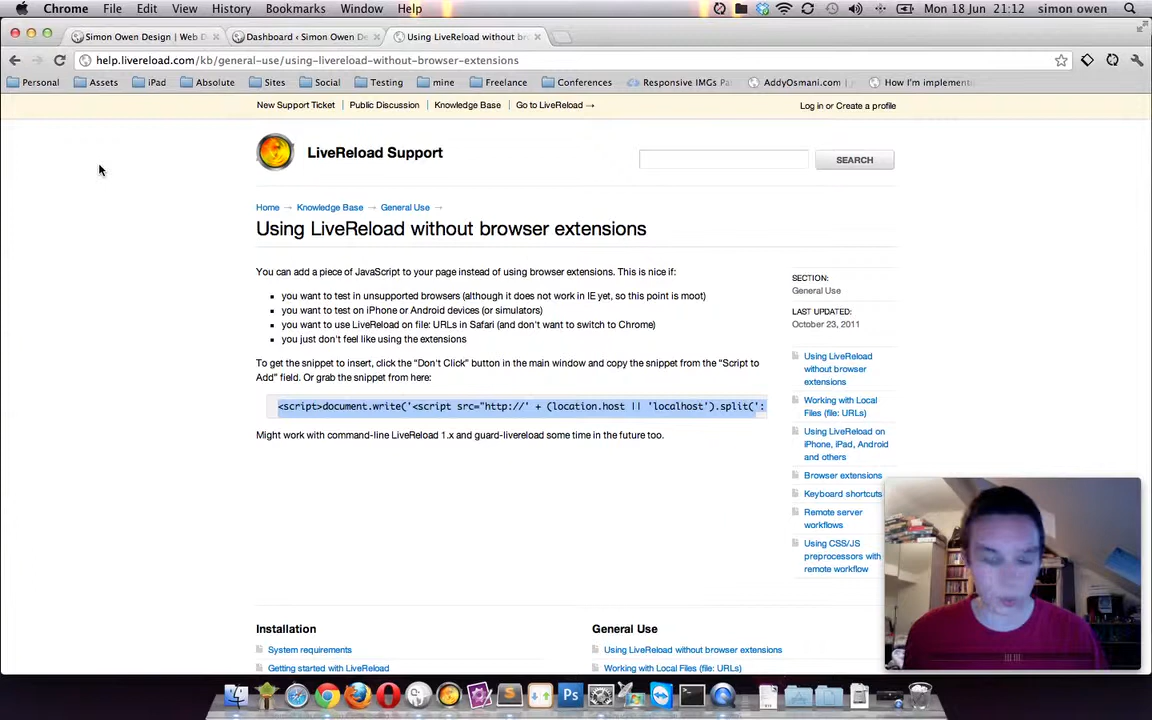 Chrome File Edit View History Bookmarks Window Help Mon 18 Jun 21:12 simon owen
Simon Owen Design | Web D Dashboard ‹ Simon Owen De Using LiveReload without br
help.livereload.com/kb/general-use/using-livereload-without-browser-extensions
Personal Assets iPad Absolute Sites Social Testing mine Freelance Conferences Responsive IMGs Pa AddyOsmani.com How I'm implement
New Support Ticket Public Discussion Knowledge Base Go to LiveReload → Log in or Create a profile
LiveReload Support
SEARCH
Home → Knowledge Base → General Use →
Using LiveReload without browser extensions
You can add a piece of JavaScript to your page instead of using browser extensions. This is nice if:
you want to test in unsupported browsers (although it does not work in IE yet, so this point is moot)
you want to test on iPhone or Android devices (or simulators)
you want to use LiveReload on file: URLs in Safari (and don't want to switch to Chrome)
you just don't feel like using the extensions
To get the snippet to insert, click the “Don't Click” button in the main window and copy the snippet from the “Script to
Add” field. Or grab the snippet from here:
<script>document.write('<script src="http://' + (location.host || 'localhost').split(':
Might work with command-line LiveReload 1.x and guard-livereload some time in the future too.
SECTION:
General Use
LAST UPDATED:
October 23, 2011
Using LiveReload
without browser
extensions
Working with Local
Files (file: URLs)
Using LiveReload on
iPhone, iPad, Android
and others
Browser extensions
Keyboard shortcuts
Remote server
workflows
Using CSS/JS
preprocessors with
remote workflow
Installation
System requirements
Getting started with LiveReload
General Use
Using LiveReload without browser extensions
Working with Local Files (file: URLs)
Ps